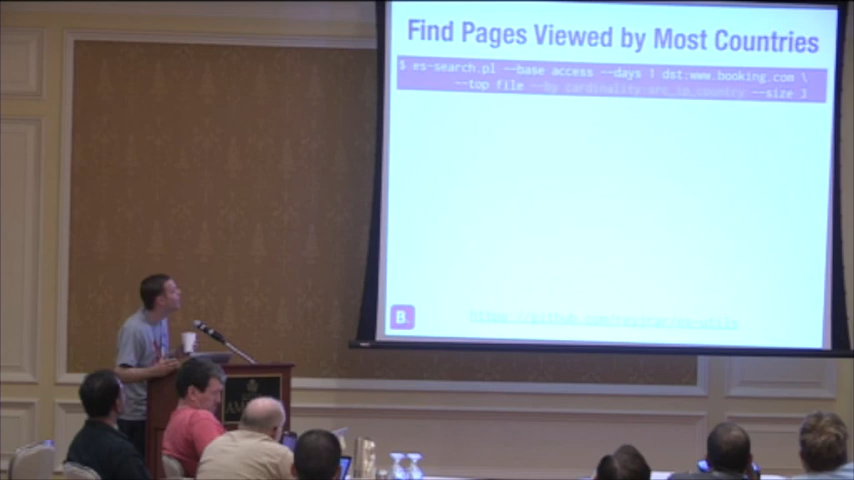 Find Pages Viewed by Most Countries
$ es-search.pl --base access --days 1 dst:www.booking.com \
--top file --by cardinality:src_ip_country --size 3
B.